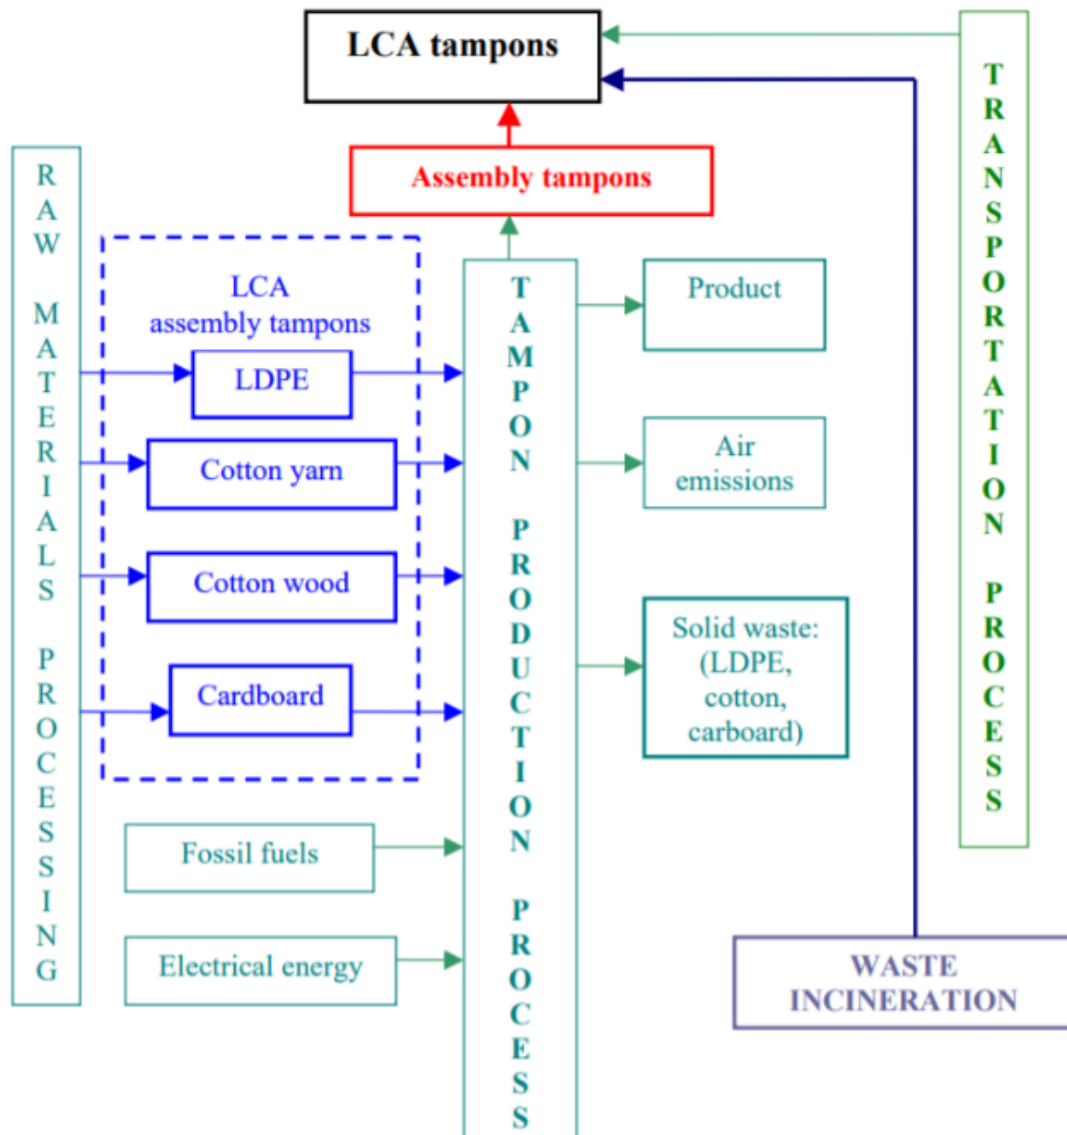 LCA tampons
Assembly tampons
RAW MATERIALS PROCESSING
LCA
assembly tampons
LDPE
Cotton yarn
Cotton wood
Cardboard
Fossil fuels
Electrical energy
TAMPON PRODUCTION PROCESS
Product
Air
emissions
Solid waste:
(LDPE,
cotton,
carboard)
TRANSPORTATION PROCESS
WASTE
INCINERATION